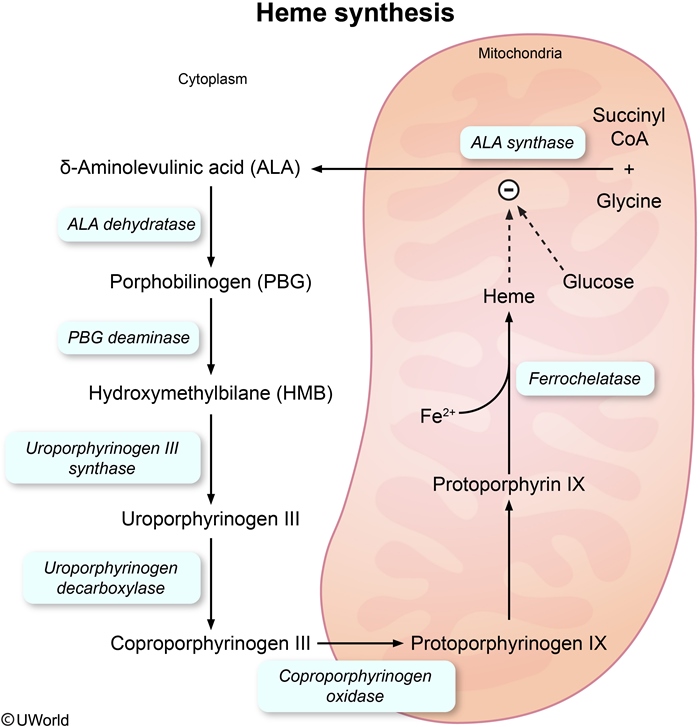 Heme synthesis
Mitochondria
Cytoplasm
Succinyl
CoA
ALA synthase
δ-Aminolevulinic acid (ALA)
+
Glycine
−
ALA dehydratase
Porphobilinogen (PBG)
Heme
Glucose
PBG deaminase
Ferrochelatase
Hydroxymethylbilane (HMB)
Fe²⁺
Uroporphyrinogen III
synthase
Protoporphyrin IX
Uroporphyrinogen III
Uroporphyrinogen
decarboxylase
Coproporphyrinogen III
Protoporphyrinogen IX
Coproporphyrinogen
oxidase
©UWorld